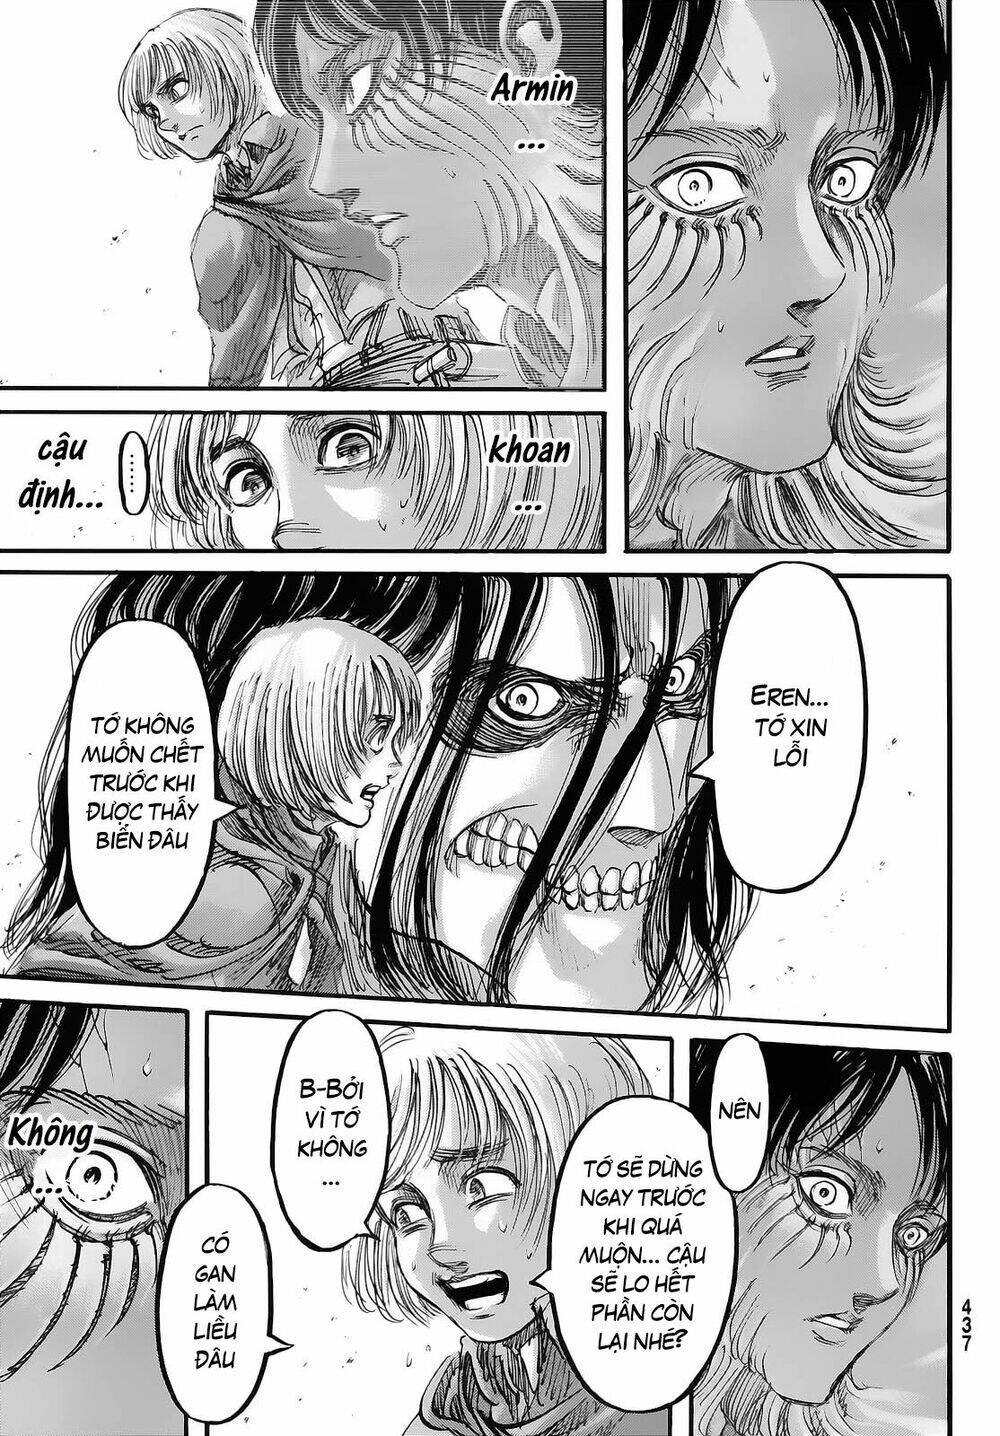 Armin
...
khoan
...
........
cậu
định...
EREN...
TỚ XIN
LỖI
TỚ KHÔNG
MUỐN CHẾT
TRƯỚC KHI
ĐƯỢC THẤY
BIỂN ĐÂU
NÊN
TỚ SẼ DỪNG
NGAY TRƯỚC
KHI QUÁ
MUỘN... CẬU
SẼ LO HẾT
PHẦN CÒN
LẠI NHÉ?
B-BỞI
VÌ TỚ
KHÔNG
...
CÓ
GAN
LÀM
LIỀU
ĐÂU
Không
...
437